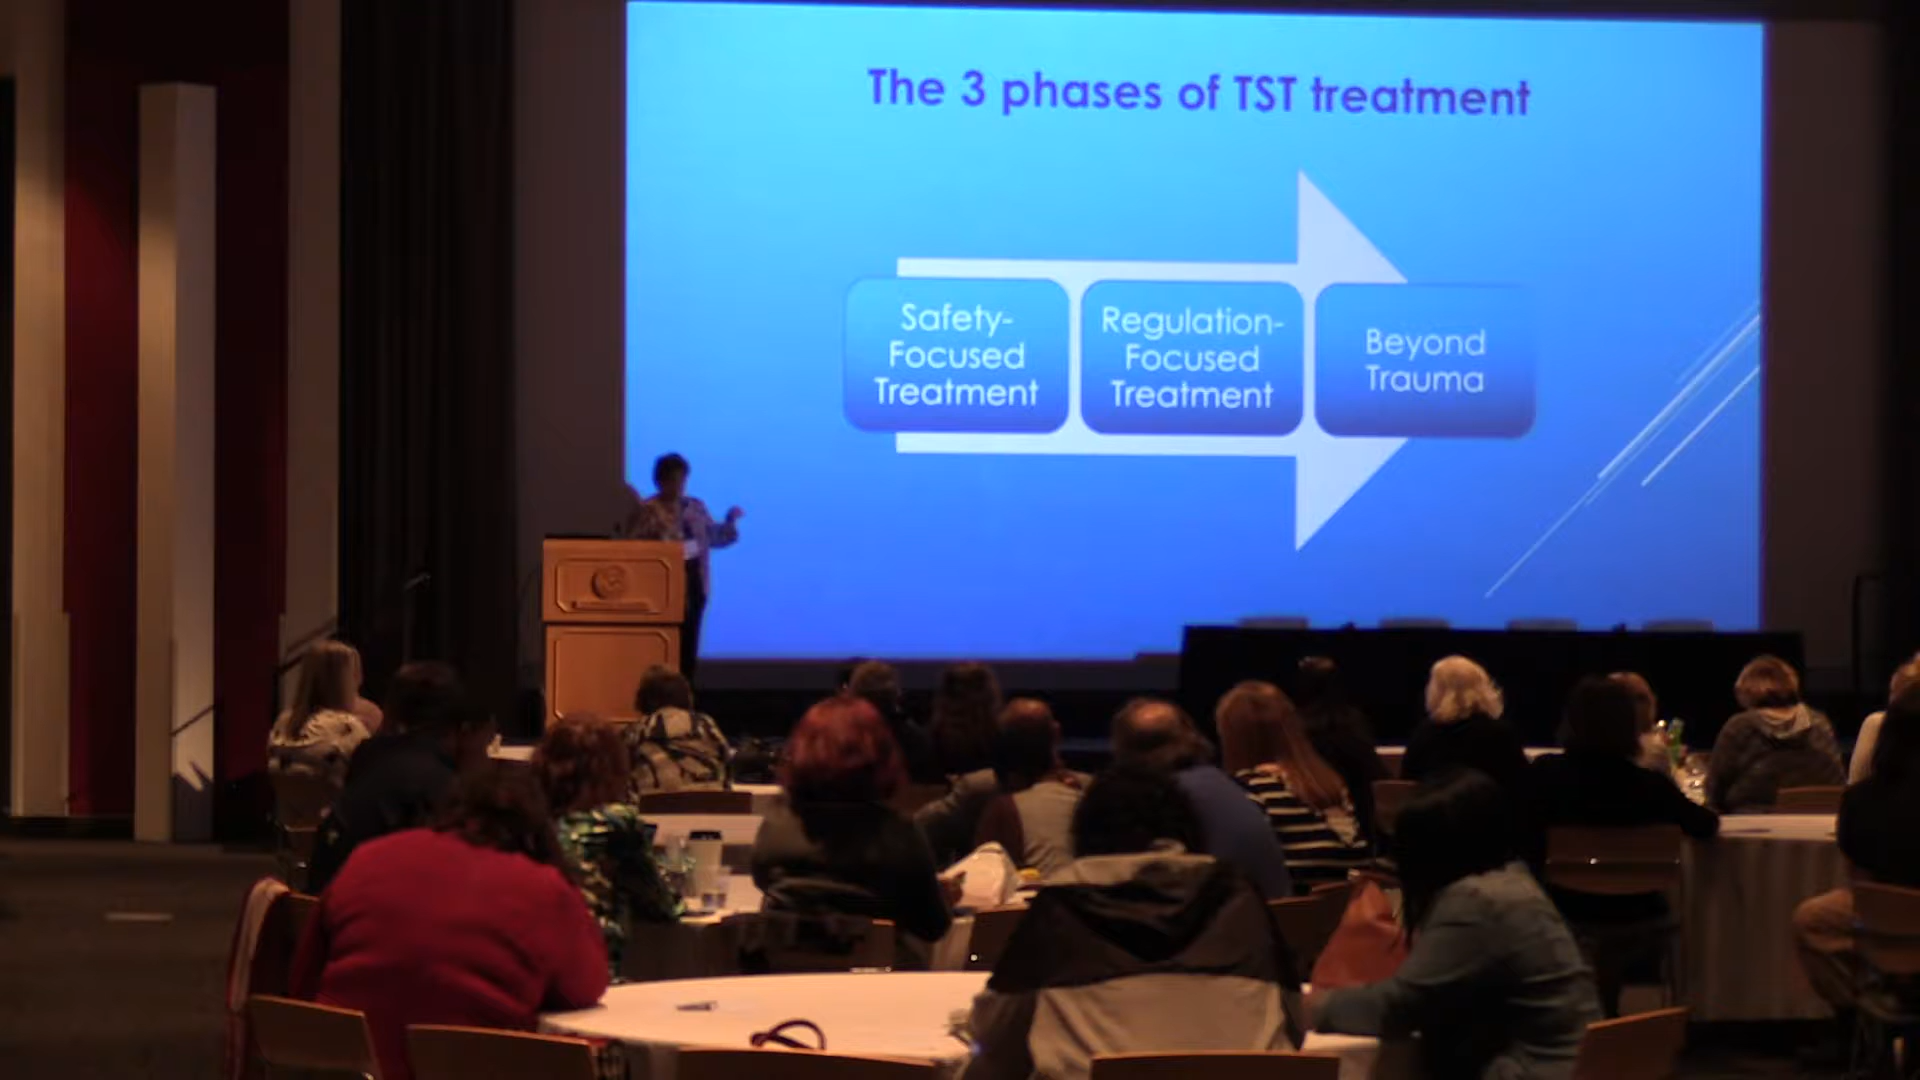 The 3 phases of TST treatment
Safety-
Focused
Treatment
Regulation-
Focused
Treatment
Beyond
Trauma